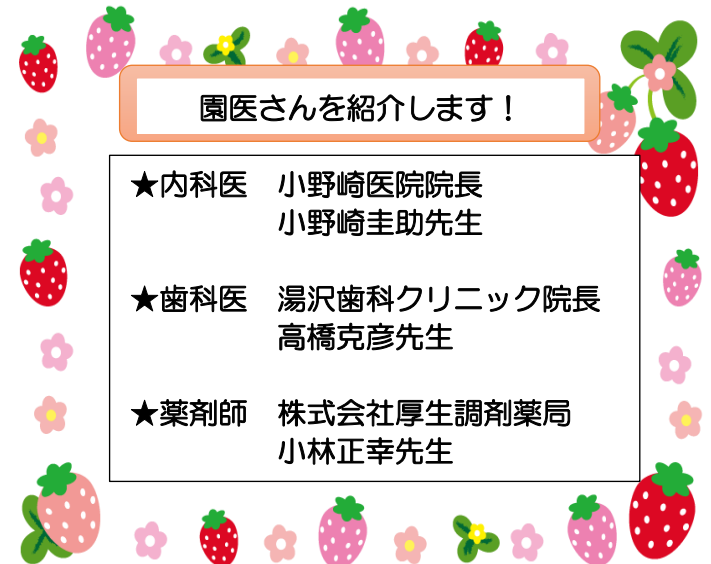 園医さんを紹介します！
★内科医　小野崎医院院長
小野崎圭助先生
★歯科医　湯沢歯科クリニック院長
高橋克彦先生
★薬剤師　株式会社厚生調剤薬局
小林正幸先生